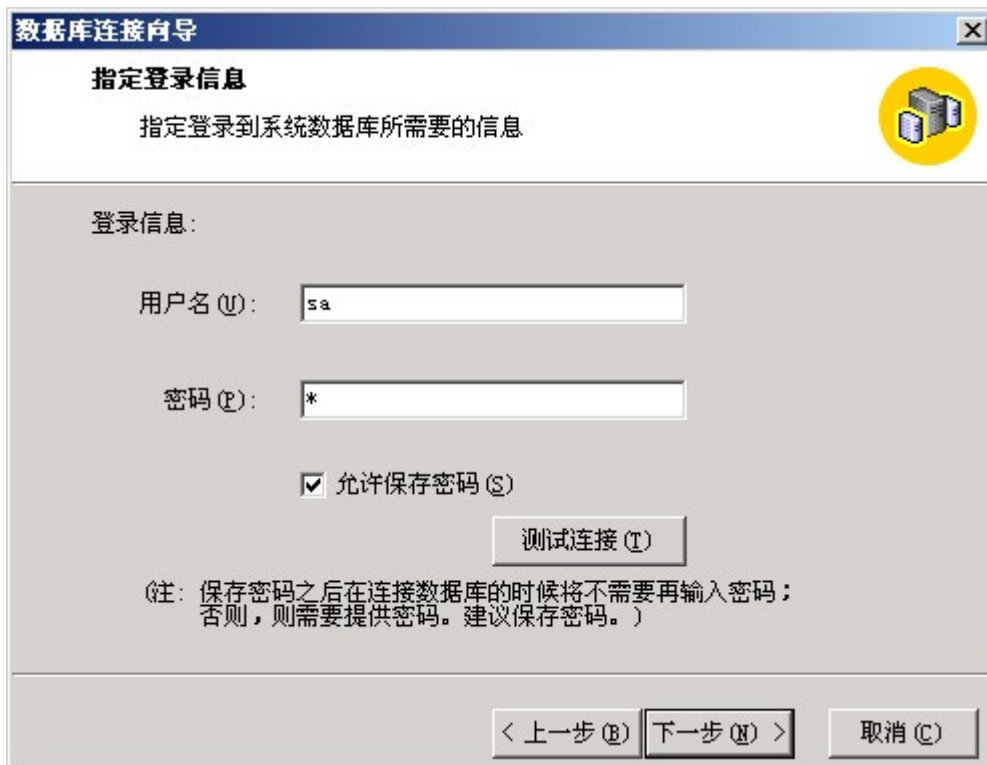 数据库连接向导
指定登录信息
指定登录到系统数据库所需要的信息
登录信息:
用户名(U): sa
密码(P): *
允许保存密码(S)
测试连接(T)
(注: 保存密码之后在连接数据库的时候将不需要再输入密码;
否则,则需要提供密码。建议保存密码。)
< 上一步(B) 下一步(N) > 取消(C)